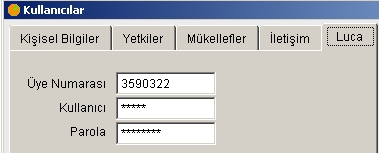 Kullanıcılar
Kişisel Bilgiler Yetkiler Mükellefler İletişim Luca
Üye Numarası 3590322
Kullanıcı *****
Parola ********